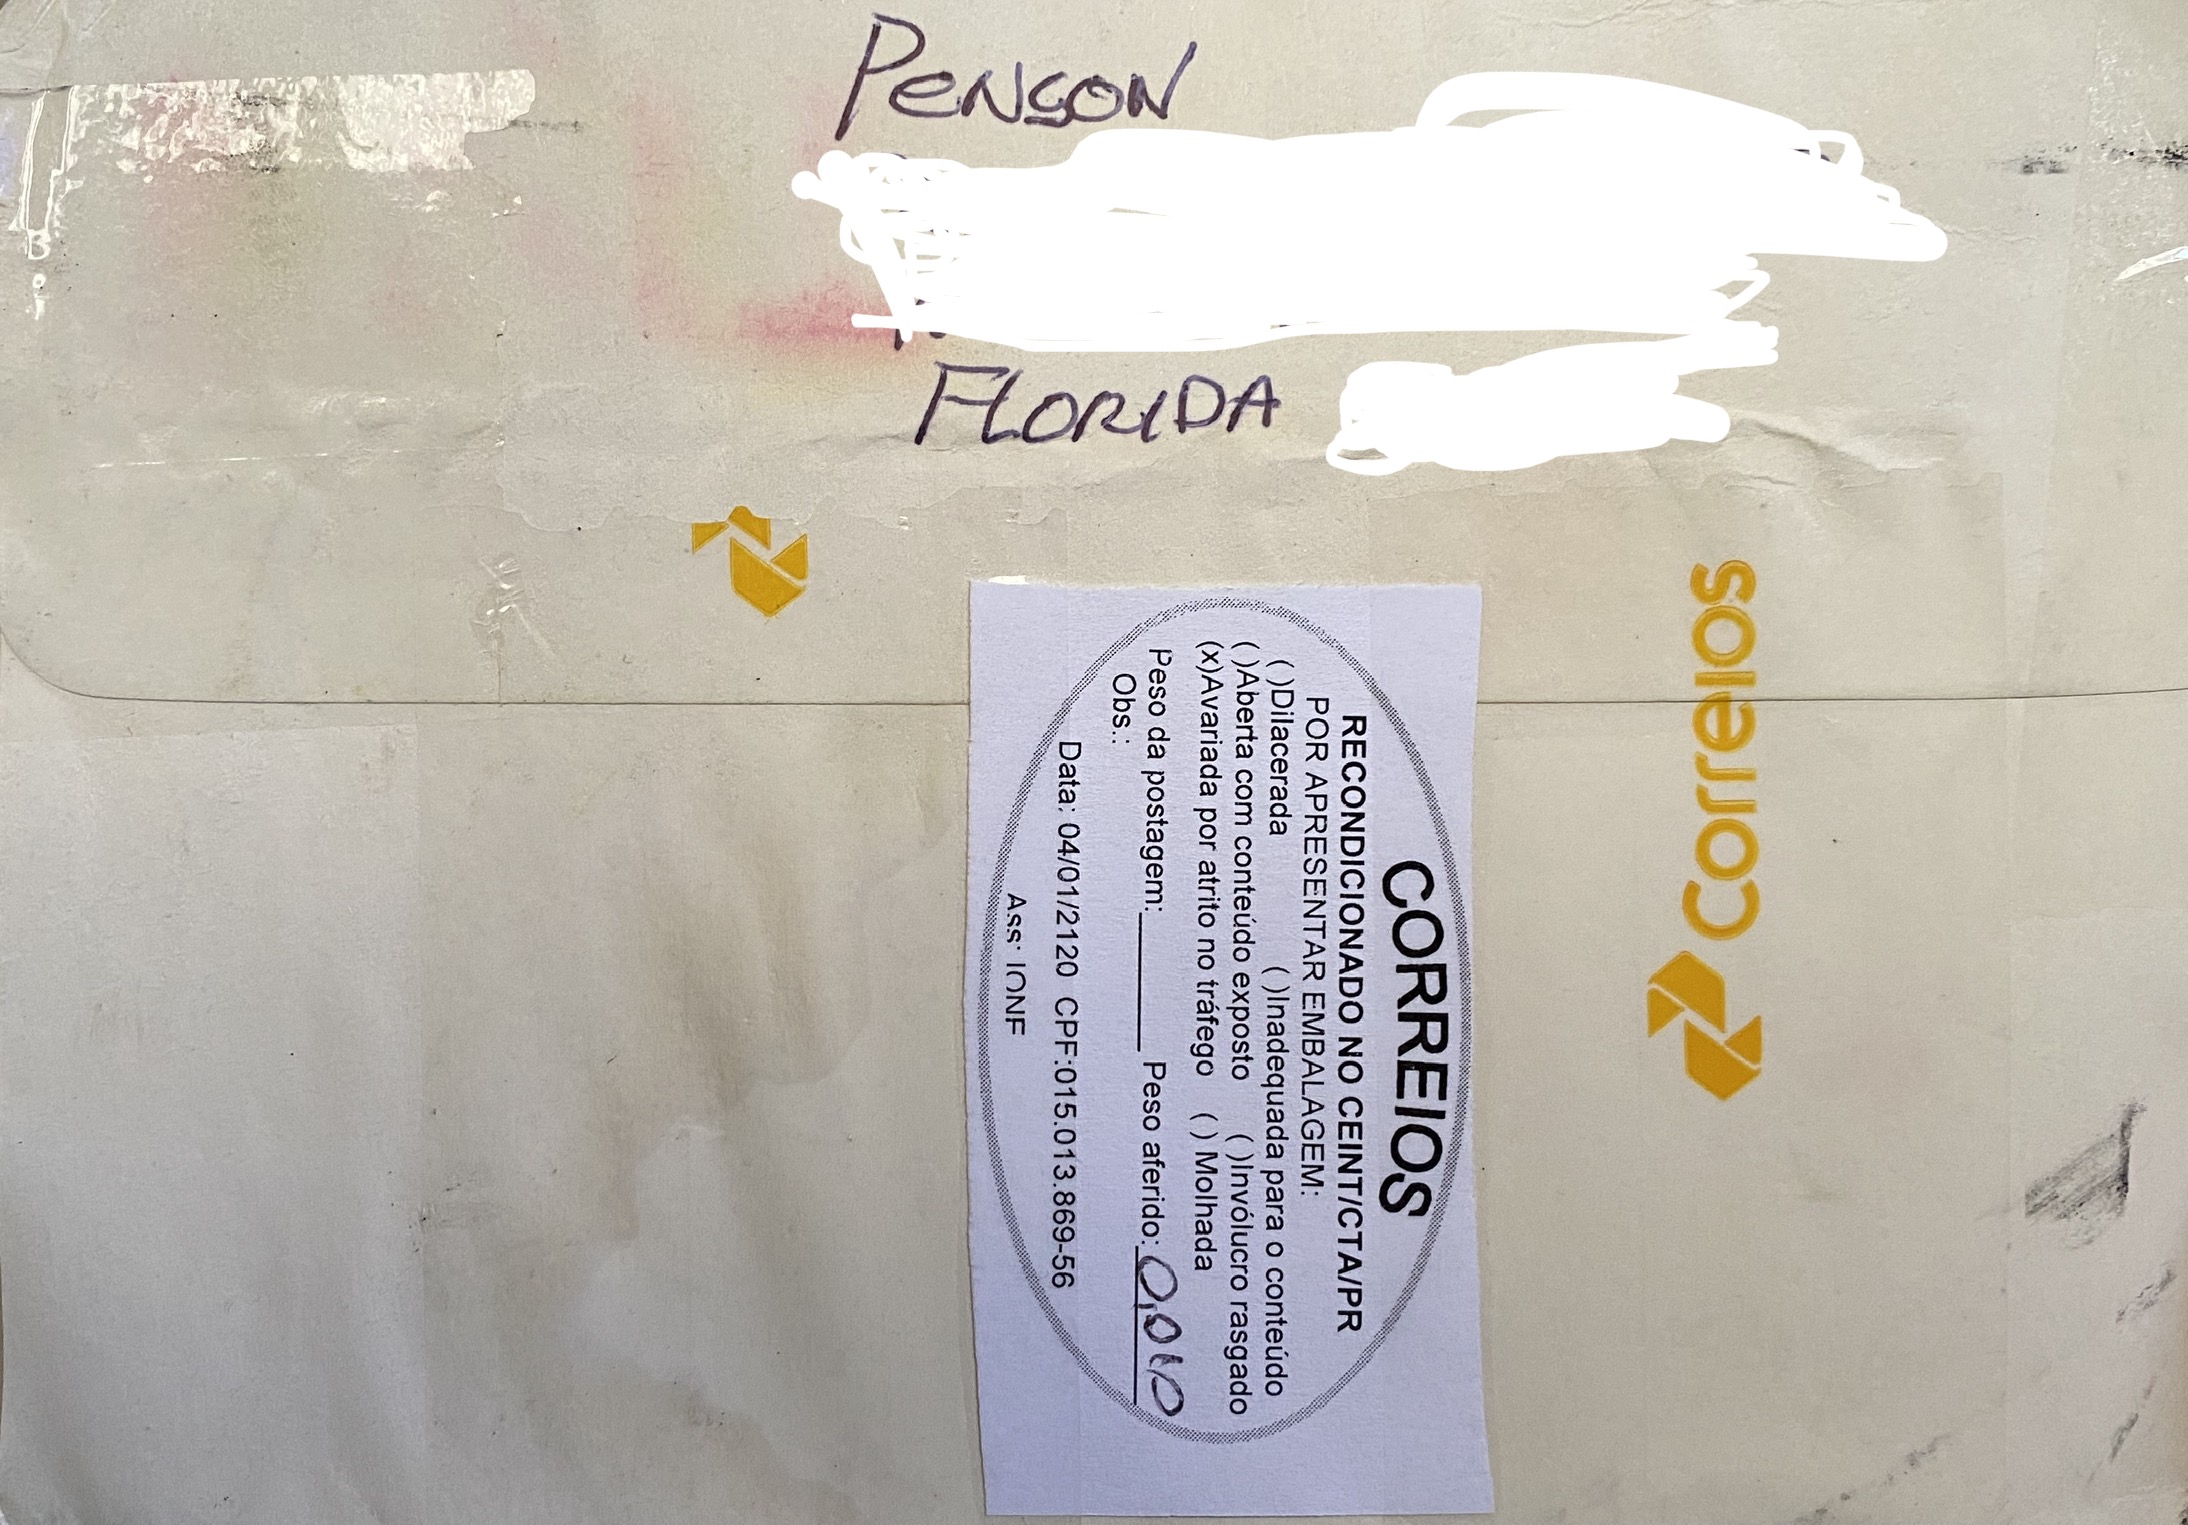 PENSON
FLORIDA
correios
CORREIOS
RECONDICIONADO NO CEINT/CTA/PR
POR APRESENTAR EMBALAGEM:
( )Dilacerada ( )Inadequada para o conteúdo
( )Aberta com conteúdo exposto ( )Invólucro rasgado
(x)Avariada por atrito no tráfego ( ) Molhada
Peso da postagem:________ Peso aferido: 0,010
Obs.:
Data: 04/01/2120 CPF:015.013.869-56
Ass: